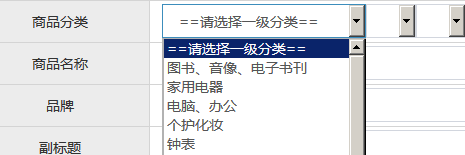 商品分类
==请选择一级分类==
==请选择一级分类==
图书、音像、电子书刊
商品名称
家用电器
电脑、办公
品牌
个护化妆
钟表
副标题